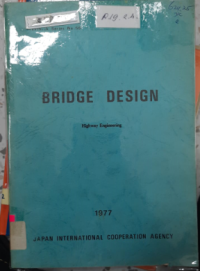 BRIDGE DESIGN
Highway Engineering
1977
JAPAN INTERNATIONAL COOPERATION AGENCY